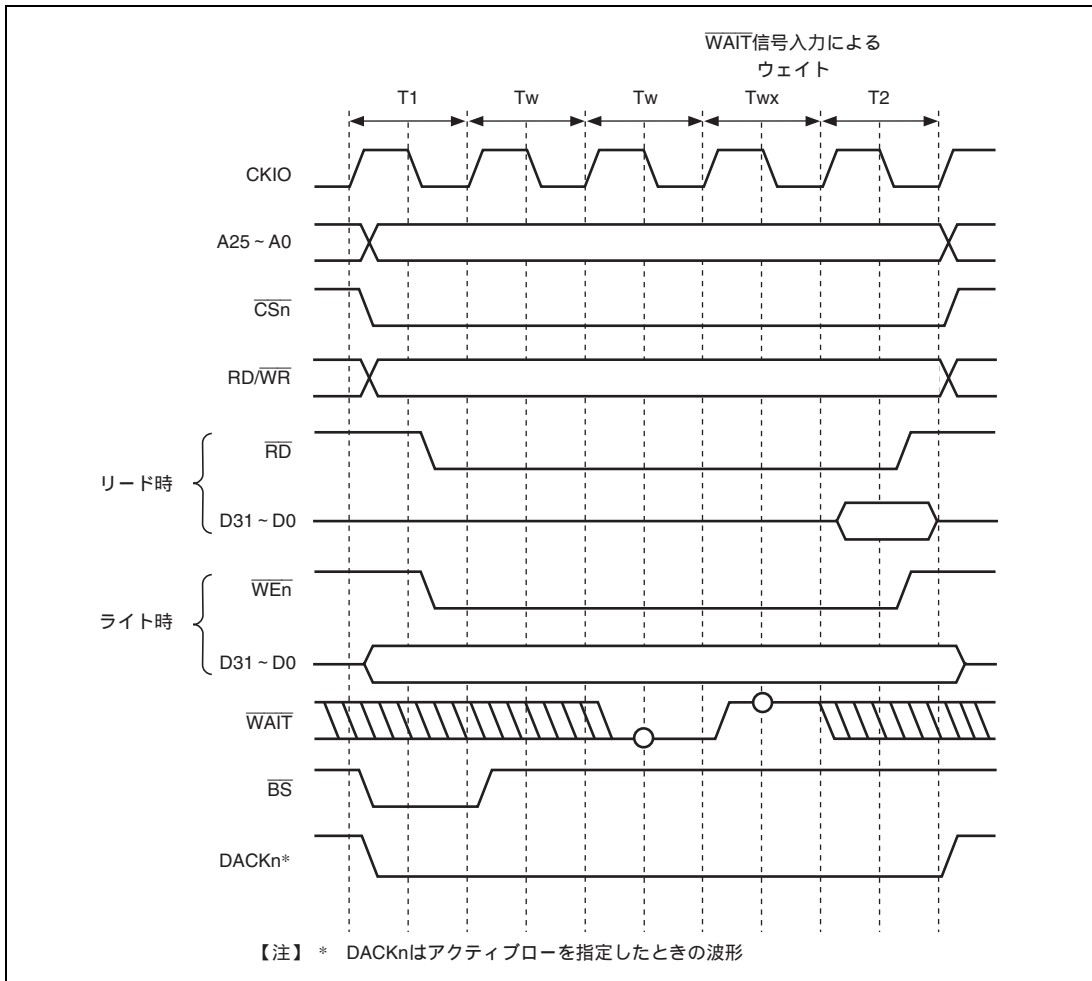 WAIT信号入力による
ウェイト
T1 Tw Tw Twx T2
CKIO
A25~A0
CSn
RD/WR
RD
リード時
D31~D0
WEn
ライト時
D31~D0
WAIT
BS
DACKn*
【注】 * DACKnはアクティブローを指定したときの波形